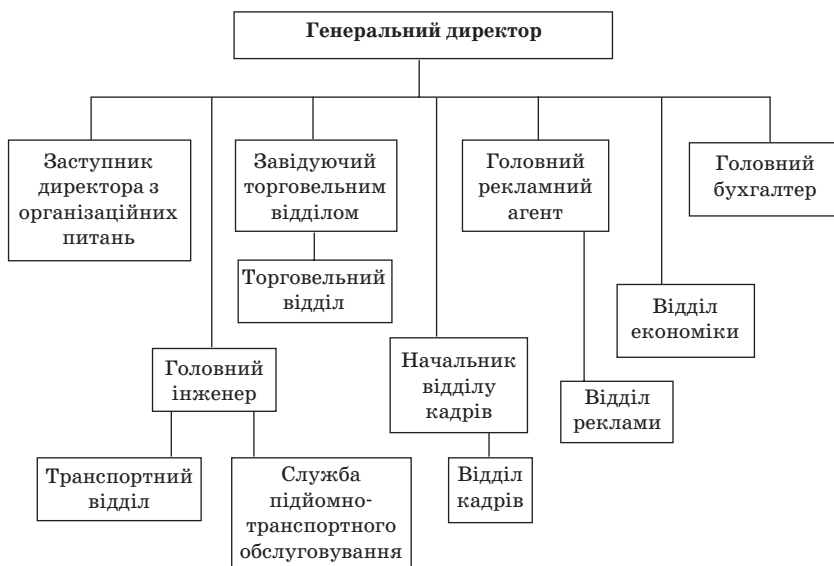 Генеральний директор
Заступник
директора з
організаційних
питань
Завідуючий
торговельним
відділом
Головний
рекламний
агент
Головний
бухгалтер
Торговельний
відділ
Відділ
економіки
Головний
інженер
Начальник
відділу
кадрів
Відділ
реклами
Транспортний
відділ
Служба
підйомно-
транспортного
обслуговування
Відділ
кадрів